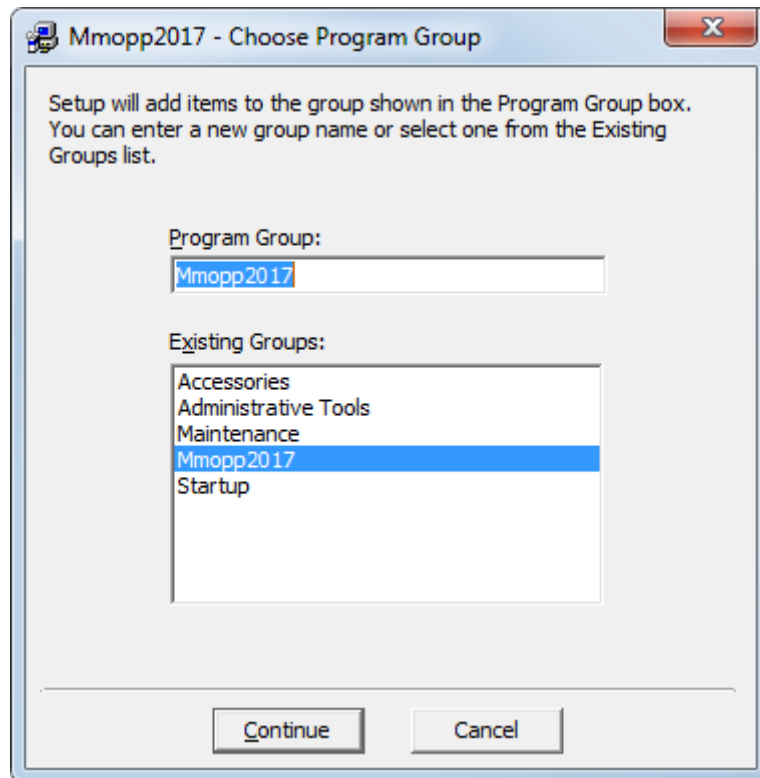 Mmopp2017 - Choose Program Group
Setup will add items to the group shown in the Program Group box.
You can enter a new group name or select one from the Existing
Groups list.
Program Group:
Mmopp2017
Existing Groups:
Accessories
Administrative Tools
Maintenance
Mmopp2017
Startup
Continue
Cancel